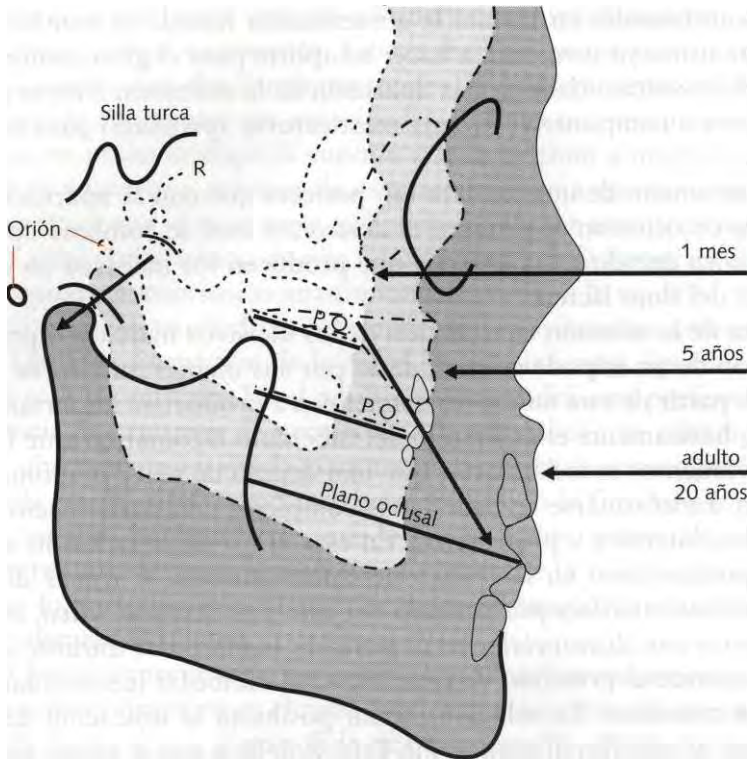 Silla turca
R
Orión
1 mes
P
5 años
P
adulto
20 años
Plano oclusal